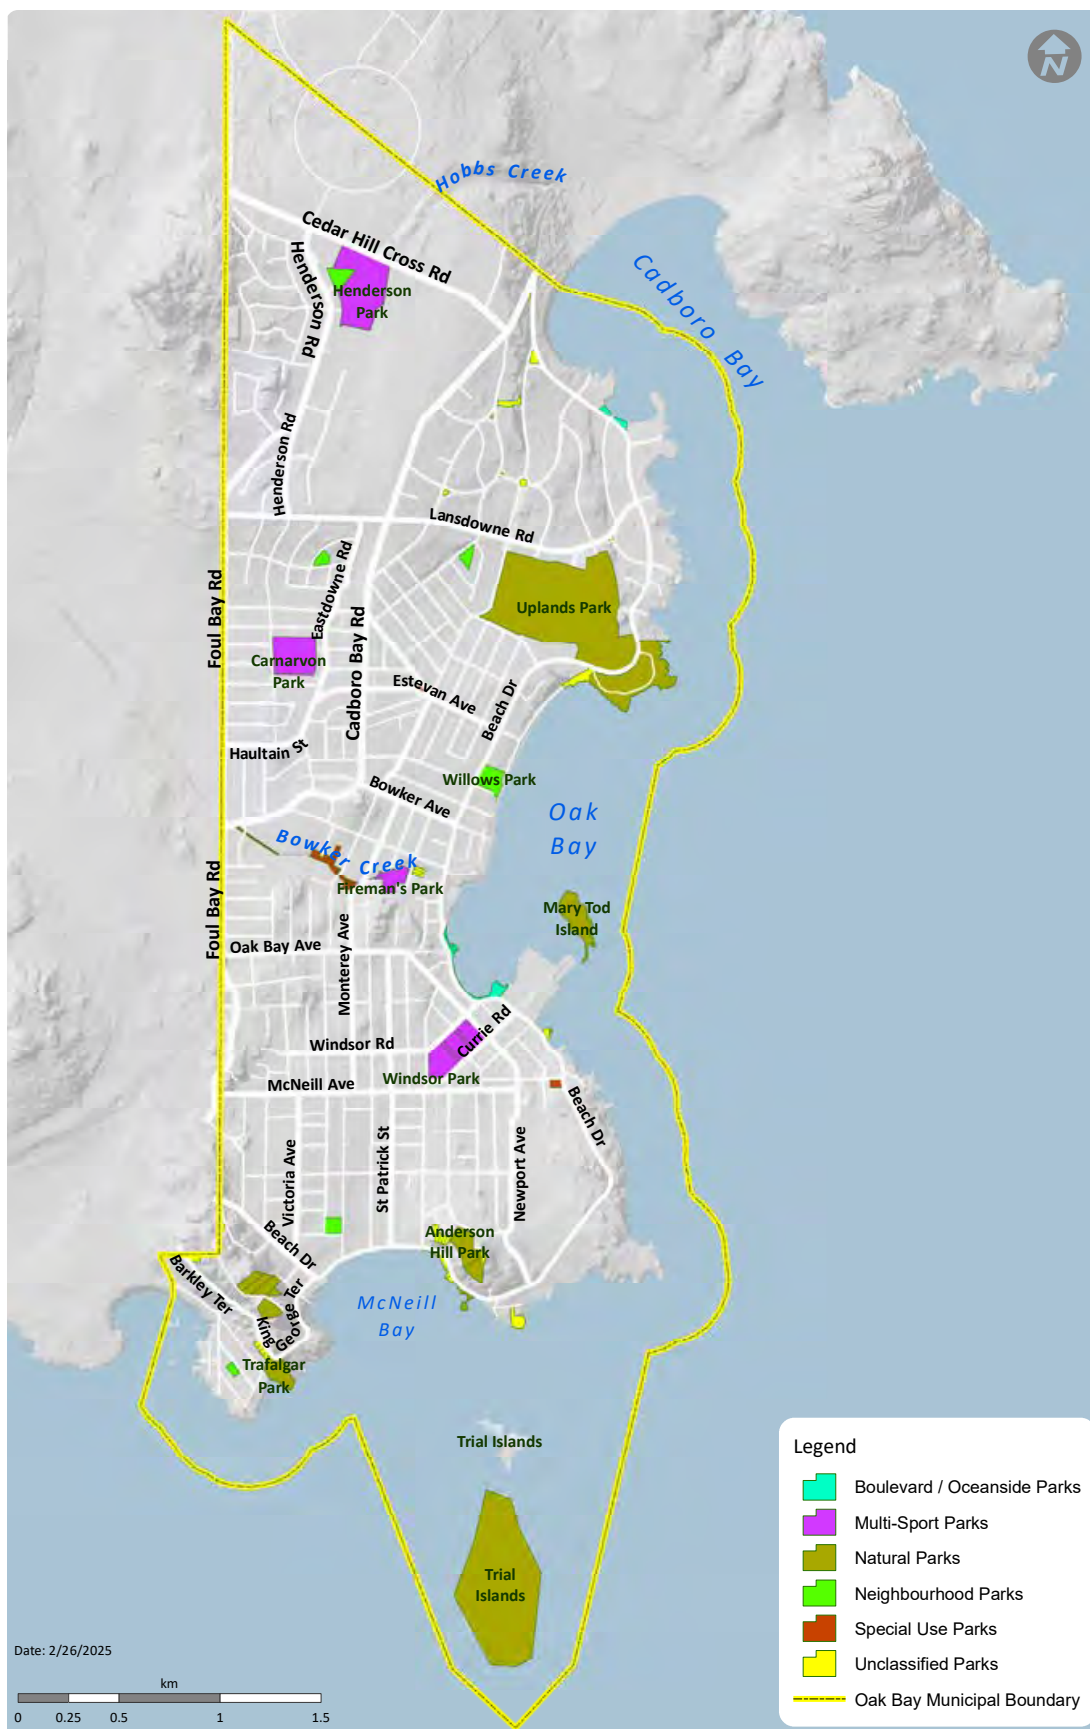 N
Hobbs Creek
Cedar Hill Cross Rd
Henderson Rd
Cadboro Bay
Henderson
Park
Henderson Rd
Lansdowne Rd
Eastdowne Rd
Foul Bay Rd
Uplands Park
Cadboro Bay Rd
Carnarvon
Park
Estevan Ave
Beach Dr
Haultain St
Willows Park
Bowker Ave
Oak
Bay
Bowker Creek
Fireman's Park
Foul Bay Rd
Mary Tod
Island
Oak Bay Ave
Monterey Ave
Currie Rd
Windsor Rd
Windsor Park
McNeill Ave
Beach Dr
Victoria Ave
St Patrick St
Newport Ave
Beach Dr
Anderson
Hill Park
Barkley Ter
King George Ter
McNeill
Bay
Trafalgar
Park
Trial Islands
Trial
Islands
Legend
Boulevard / Oceanside Parks
Multi-Sport Parks
Natural Parks
Neighbourhood Parks
Special Use Parks
Unclassified Parks
Oak Bay Municipal Boundary
Date: 2/26/2025
km
0 0.25 0.5 1 1.5